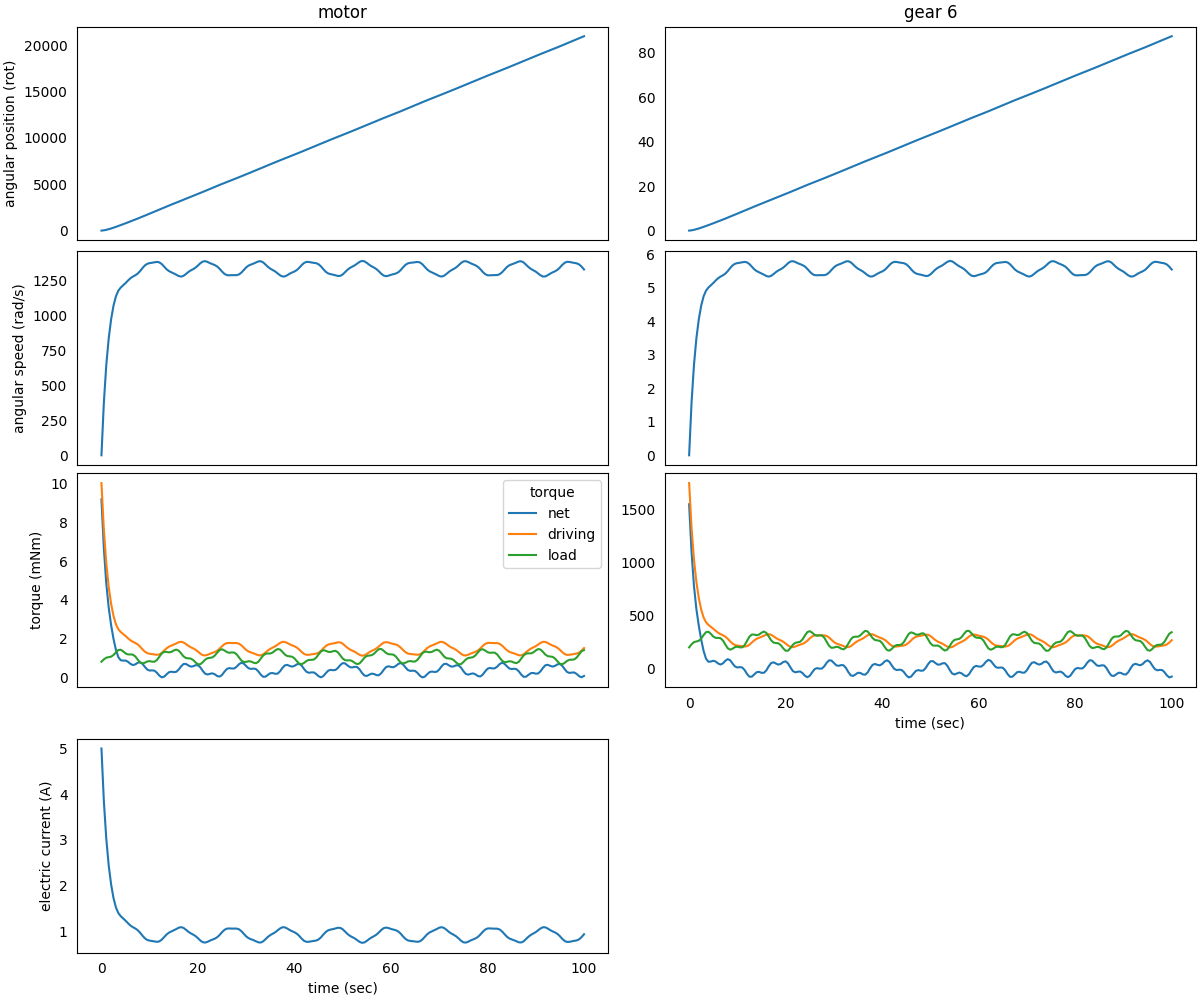 motor
gear 6
angular position (rot)
20000
15000
10000
5000
0
80
60
40
20
0
angular speed (rad/s)
1250
1000
750
500
250
0
6
5
4
3
2
1
0
torque (mNm)
10
8
6
4
2
0
torque
net
driving
load
1500
1000
500
0
0 20 40 60 80 100
time (sec)
electric current (A)
5
4
3
2
1
0 20 40 60 80 100
time (sec)